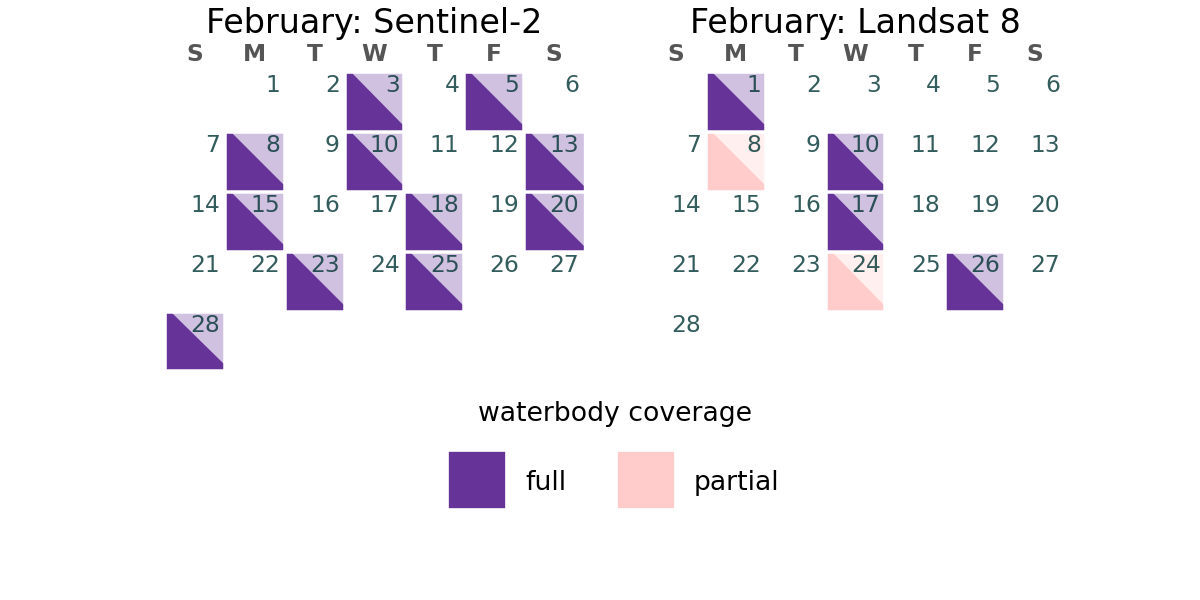 February: Sentinel-2
S M T W T F S
1 2 3 4 5 6
7 8 9 10 11 12 13
14 15 16 17 18 19 20
21 22 23 24 25 26 27
28
February: Landsat 8
S M T W T F S
1 2 3 4 5 6
7 8 9 10 11 12 13
14 15 16 17 18 19 20
21 22 23 24 25 26 27
28
waterbody coverage
full partial